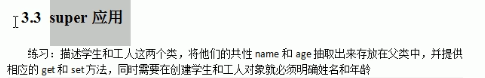 3.3 super 应用
练习：描述学生和工人这两个类，将他们的共性 name 和 age 抽取出来存放在父类中，并提供
相应的 get 和 set 方法，同时需要在创建学生和工人对象就必须明确姓名和年龄